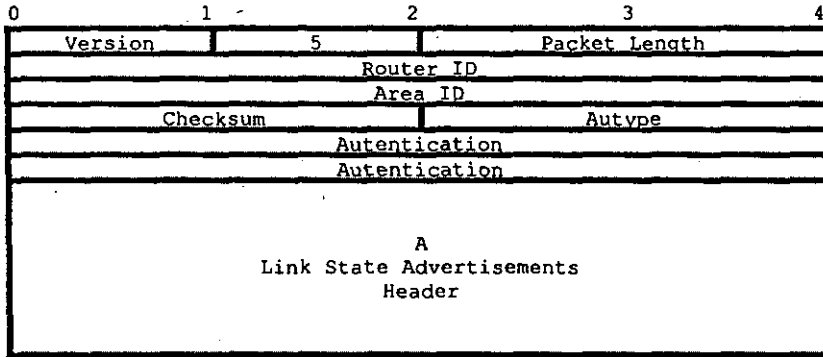 0 1 2 3 4
Version 5 Packet Length
Router ID
Area ID
Checksum Autype
Autentication
Autentication
A
Link State Advertisements
Header